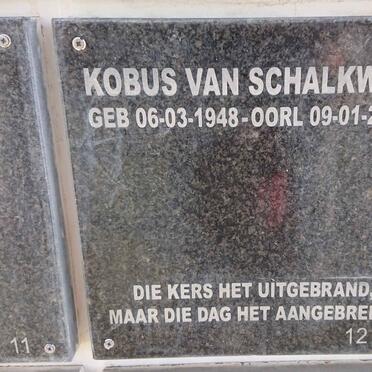 KOBUS VAN SCHALKW
GEB 06-03-1948 - OORL 09-01-2
DIE KERS HET UITGEBRAND,
MAAR DIE DAG HET AANGEBRE
11
12